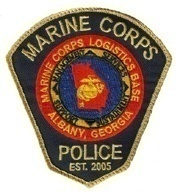 MARINE CORPS
MARINE CORPS LOGISTICS BASE
ALBANY, GEORGIA
POLICE
EST. 2005